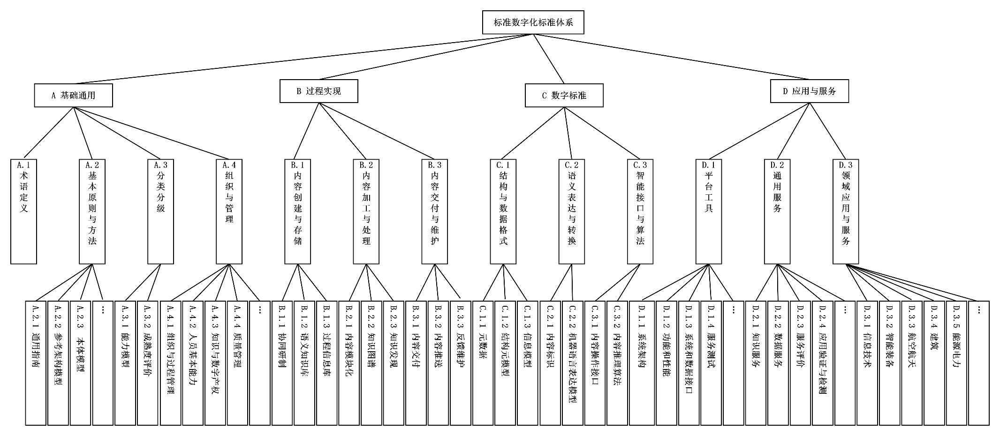 标准数字化标准体系
A 基础通用
B 过程实现
C 数字标准
D 应用与服务
A.1 术语定义
A.2 基本原则与方法
A.3 分类分级
A.4 组织与管理
B.1 内容创建与存储
B.2 内容加工与处理
B.3 内容交付与维护
C.1 结构与数据格式
C.2 语义表达与转换
C.3 智能接口与算法
D.1 平台工具
D.2 通用服务
D.3 领域应用与服务
A.2.1 通用指南
A.2.2 参考架构模型
A.2.3 本体模型
…
A.3.1 能力模型
A.3.2 成熟度评价
A.4.1 组织与过程管理
A.4.2 人员基本能力
A.4.3 知识与数字产权
A.4.4 质量管理
…
B.1.1 协同研制
B.1.2 语义知识库
B.1.3 过程信息库
B.2.1 内容模块化
B.2.2 知识图谱
B.2.3 知识发现
B.3.1 内容交付
B.3.2 内容推送
B.3.3 反馈维护
C.1.1 元数据
C.1.2 结构元模型
C.1.3 信息模型
C.2.1 内容标识
C.2.2 机器语言表达模型
C.3.1 内容操作接口
C.3.2 内容推理算法
D.1.1 系统架构
D.1.2 功能和性能
D.1.3 系统和数据接口
D.1.4 服务测试
…
D.2.1 知识服务
D.2.2 数据服务
D.2.3 服务评价
D.2.4 应用验证与检测
…
D.3.1 信息技术
D.3.2 智能装备
D.3.3 航空航天
D.3.4 建筑
D.3.5 能源电力
…